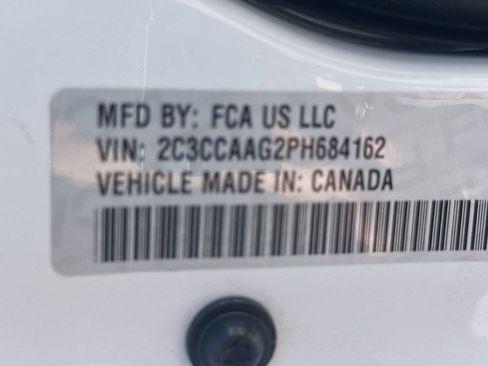 MFD BY: FCA US LLC
VIN: 2C3CCAAG2PH684162
VEHICLE MADE IN: CANADA